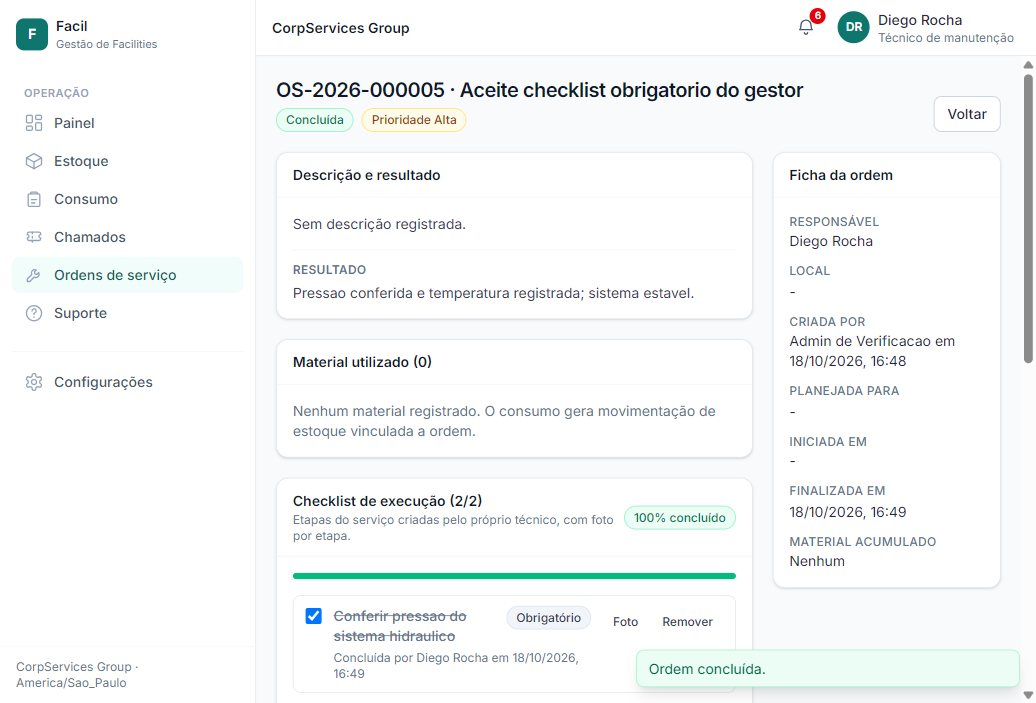 F
Facil
Gestão de Facilities
OPERAÇÃO
Painel
Estoque
Consumo
Chamados
Ordens de serviço
Suporte
Configurações
CorpServices Group ·
America/Sao_Paulo
CorpServices Group
6
DR
Diego Rocha
Técnico de manutenção
OS-2026-000005 · Aceite checklist obrigatorio do gestor
Concluída
Prioridade Alta
Voltar
Descrição e resultado
Sem descrição registrada.
RESULTADO
Pressao conferida e temperatura registrada; sistema estavel.
Material utilizado (0)
Nenhum material registrado. O consumo gera movimentação de
estoque vinculada a ordem.
Checklist de execução (2/2)
Etapas do serviço criadas pelo próprio técnico, com foto
por etapa.
100% concluído
Conferir pressao do
sistema hidraulico
Obrigatório
Foto
Remover
Concluída por Diego Rocha em 18/10/2026,
16:49
Ficha da ordem
RESPONSÁVEL
Diego Rocha
LOCAL
-
CRIADA POR
Admin de Verificacao em
18/10/2026, 16:48
PLANEJADA PARA
-
INICIADA EM
-
FINALIZADA EM
18/10/2026, 16:49
MATERIAL ACUMULADO
Nenhum
Ordem concluída.